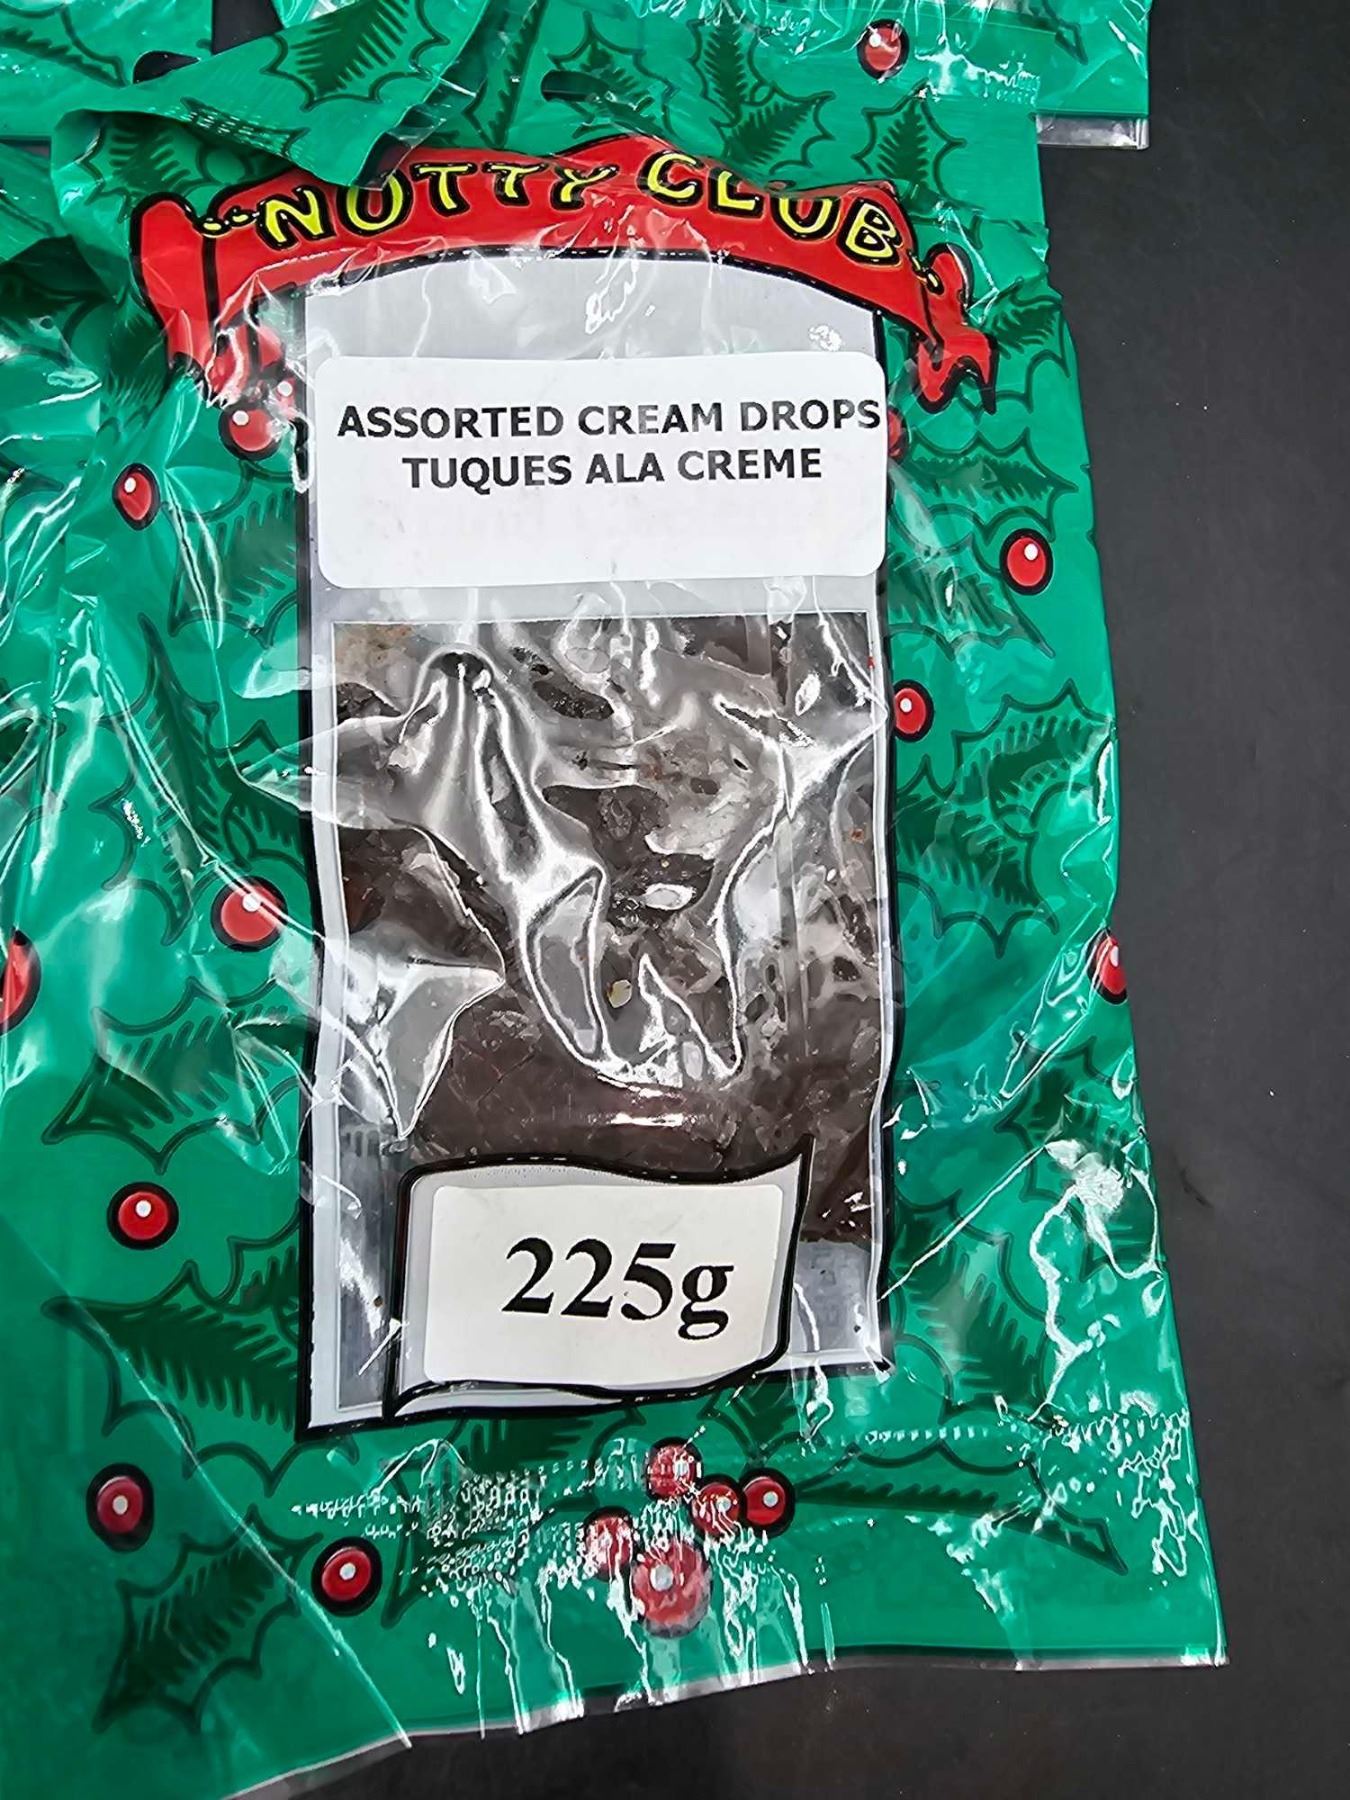 NUTTY CLUB
ASSORTED CREAM DROPS
TUQUES ALA CREME
225g